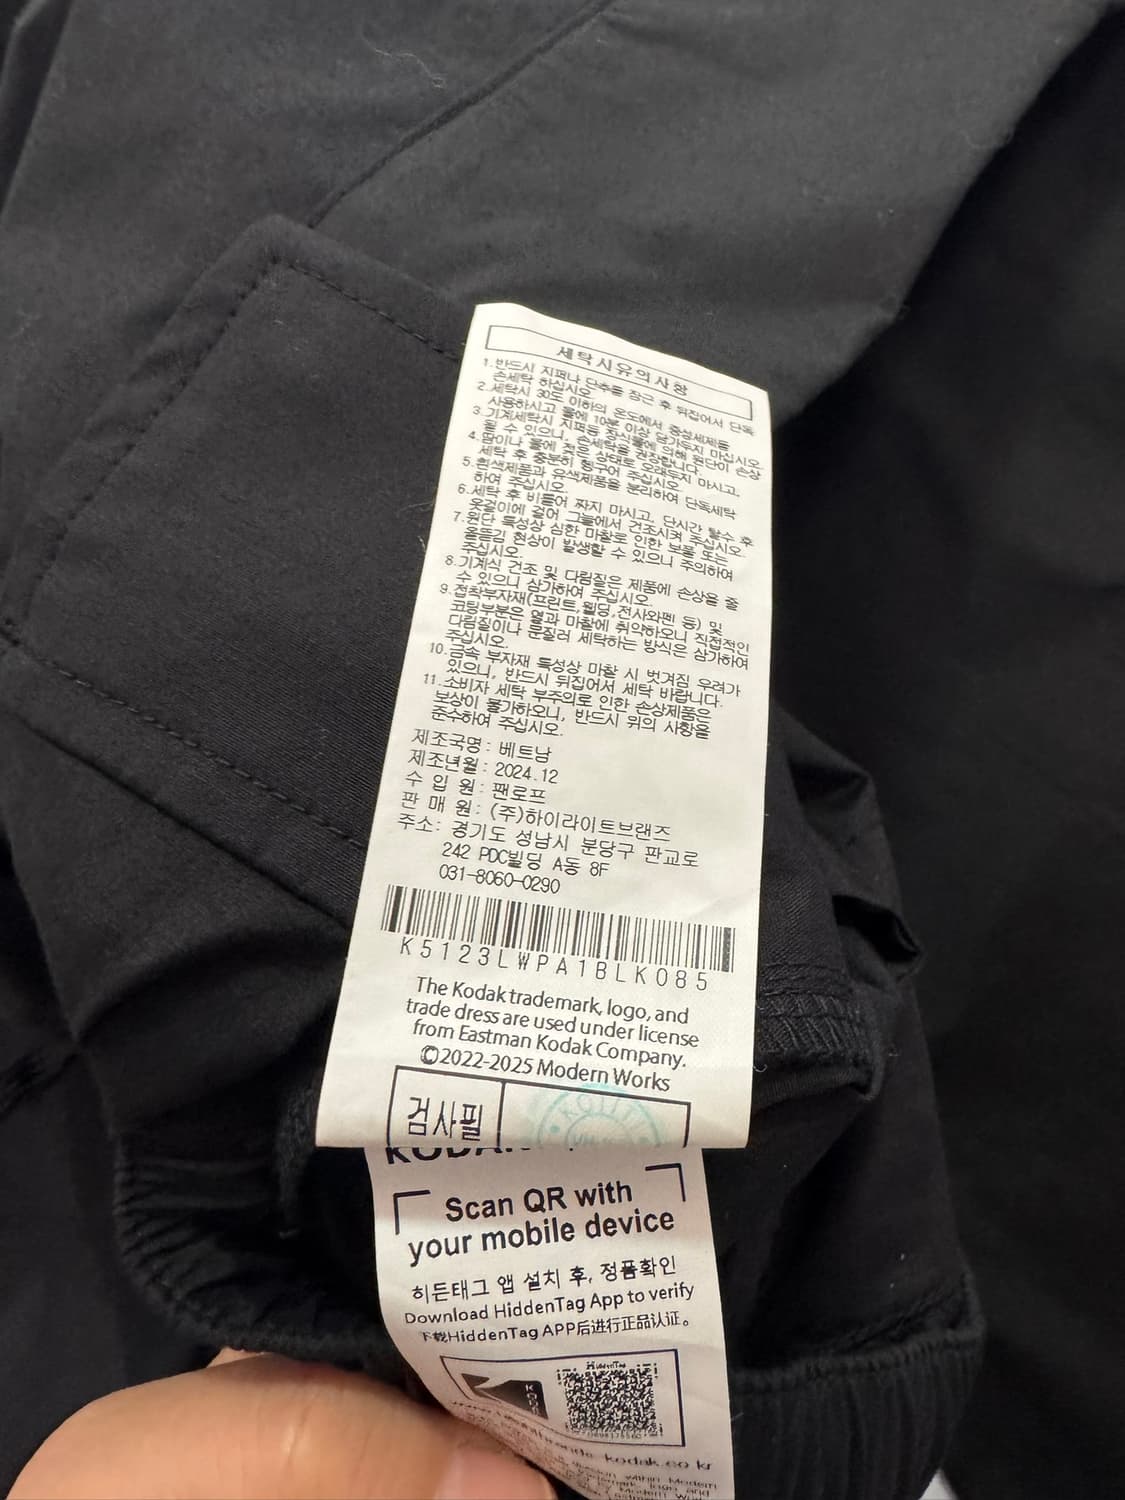 세탁시유의사항
1.반드시 지퍼나 단추를 잠근 후 뒤집어서 단독
손세탁 하십시오.
2.세탁시 30도 이하의 온도에서 중성세제를
사용하시고 물에 10분 이상 담가두지 마십시오.
3.기계세탁시 지퍼등 장식물에 의해 원단이 손상
될 수 있으니, 손세탁을 권장합니다.
4.땀이나 물에 젖은 상태로 오래두지 마시고,
세탁 후 충분히 헹구어 주십시오.
5.흰색제품과 유색제품을 분리하여 단독세탁
하여 주십시오.
6.세탁 후 비틀어 짜지 마시고, 단시간 탈수 후
옷걸이에 걸어 그늘에서 건조시켜 주십시오.
7.원단 특성상 심한 마찰로 인한 보풀 또는
올뜯김 현상이 발생할 수 있으니 주의하여
주십시오.
8.기계식 건조 및 다림질은 제품에 손상을 줄
수 있으니 삼가하여 주십시오.
9.접착부자재(프린트,웰딩,전사와펜 등) 및
코팅부분은 열과 마찰에 취약하오니 직접적인
다림질이나 문질러 세탁하는 방식은 삼가하여
주십시오.
10.금속 부자재 특성상 마찰 시 벗겨짐 우려가
있으니, 반드시 뒤집어서 세탁 바랍니다.
11.소비자 세탁 부주의로 인한 손상제품은
보상이 불가하오니, 반드시 위의 사항을
준수하여 주십시오.
제조국명: 베트남
제조년월: 2024.12
수 입 원: 팬로프
판 매 원: (주)하이라이트브랜즈
주소: 경기도 성남시 분당구 판교로
242 PDC빌딩 A동 8F
031-8060-0290
K5123LWPA1BLK085
The Kodak trademark, logo, and
trade dress are used under license
from Eastman Kodak Company.
©2022-2025 Modern Works
검사필
Scan QR with
your mobile device
히든태그 앱 설치 후, 정품확인
Download HiddenTag App to verify
下载HiddenTag APP后进行正品认证。
HiddenTag
kodak.co.kr